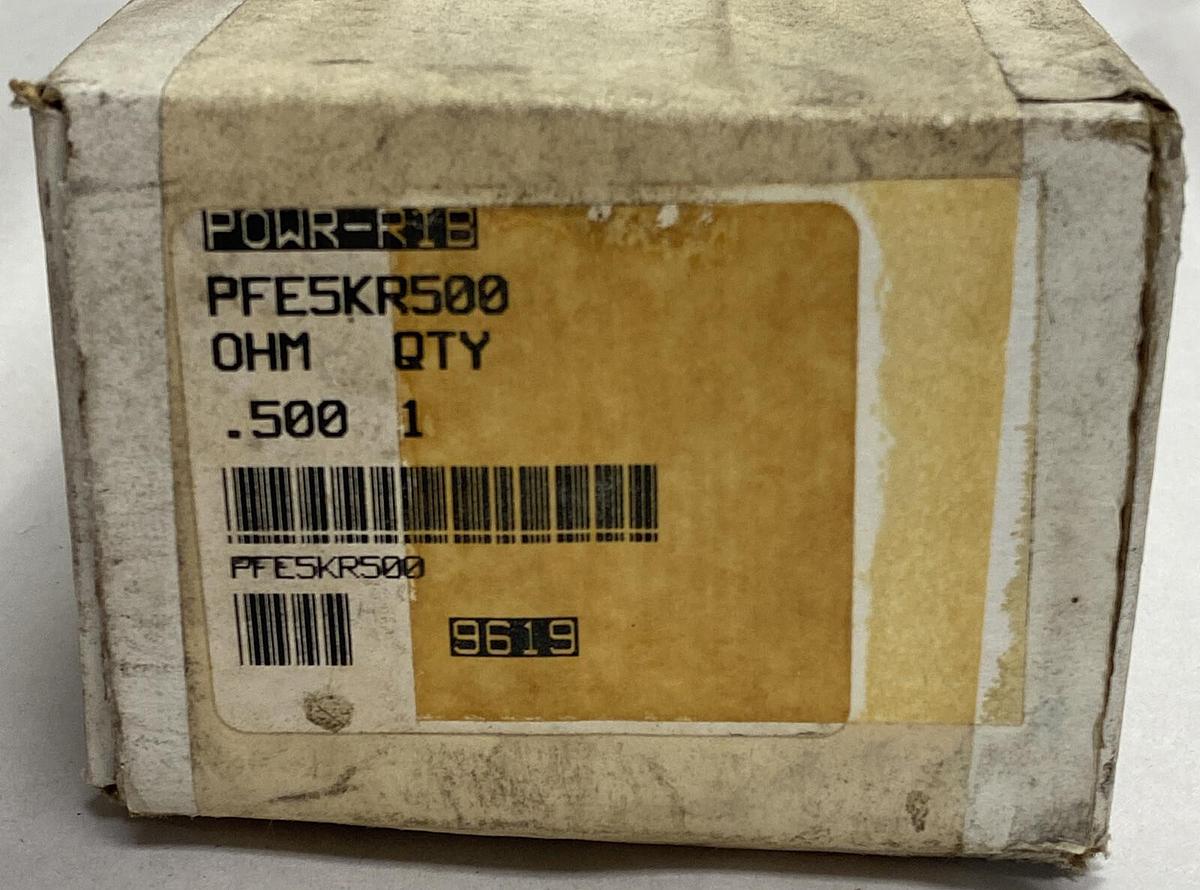 POWR-RIB
PFE5KR500
OHM QTY
.500 1
PFE5KR500
9619